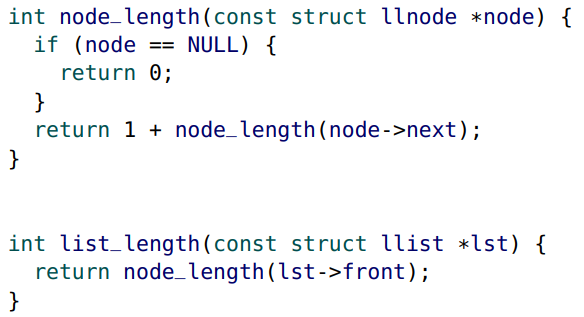 int node_length(const struct llnode *node) {
  if (node == NULL) {
    return 0;
  }
  return 1 + node_length(node->next);
}
int list_length(const struct llist *lst) {
  return node_length(lst->front);
}